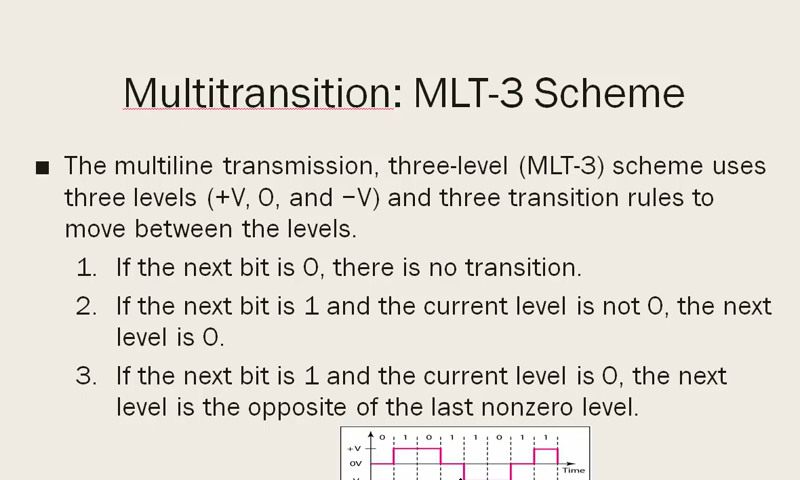 Multitransition: MLT-3 Scheme
■ The multiline transmission, three-level (MLT-3) scheme uses
three levels (+V, 0, and −V) and three transition rules to
move between the levels.
1. If the next bit is 0, there is no transition.
2. If the next bit is 1 and the current level is not 0, the next
level is 0.
3. If the next bit is 1 and the current level is 0, the next
level is the opposite of the last nonzero level.
0 1 0 1 1 0 1 1
+V
0V
Time